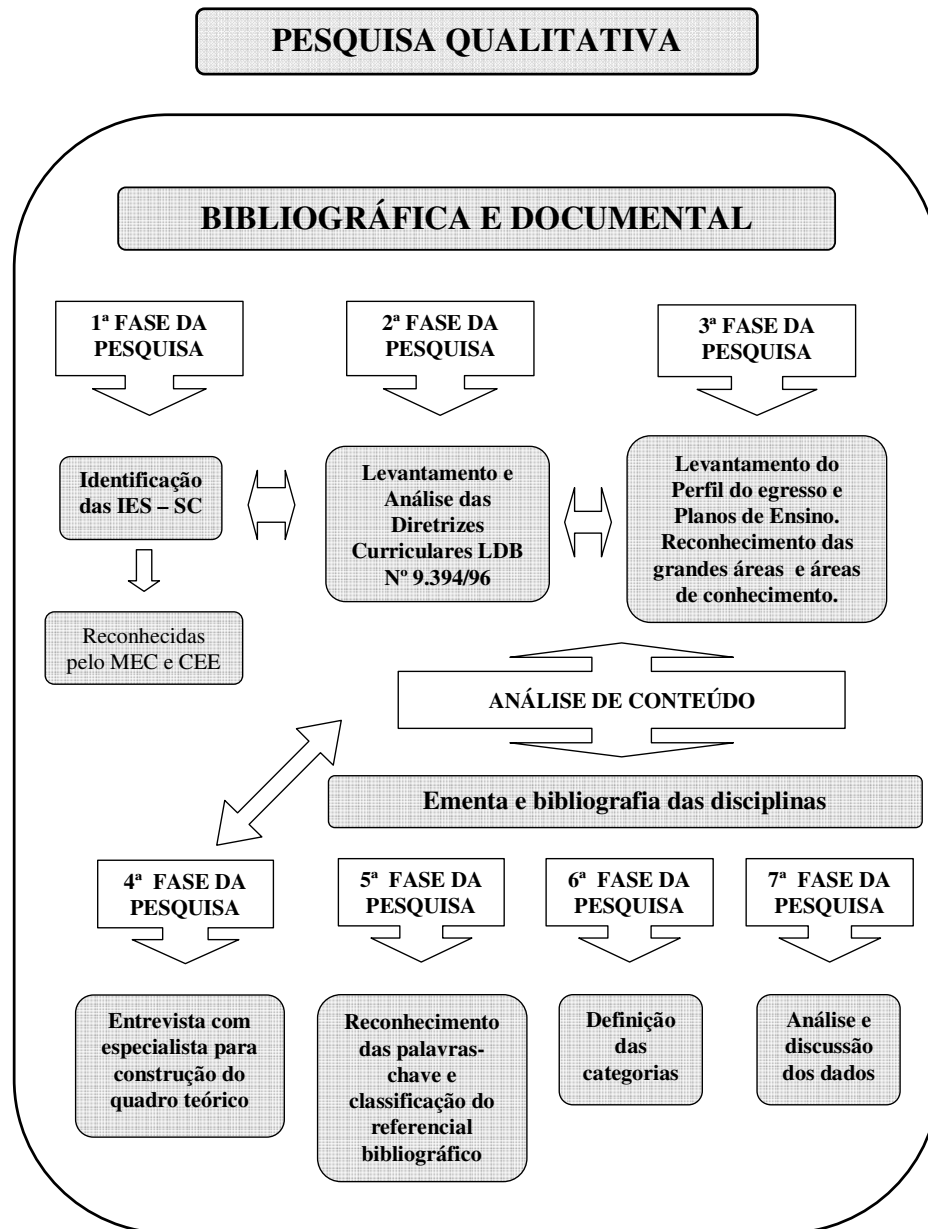 PESQUISA QUALITATIVA
BIBLIOGRÁFICA E DOCUMENTAL
1ª FASE DA
PESQUISA
2ª FASE DA
PESQUISA
3ª FASE DA
PESQUISA
Identificação
das IES – SC
Levantamento e
Análise das
Diretrizes
Curriculares LDB
Nº 9.394/96
Levantamento do
Perfil do egresso e
Planos de Ensino.
Reconhecimento das
grandes áreas e áreas
de conhecimento.
Reconhecidas
pelo MEC e CEE
ANÁLISE DE CONTEÚDO
Ementa e bibliografia das disciplinas
4ª FASE DA
PESQUISA
5ª FASE DA
PESQUISA
6ª FASE DA
PESQUISA
7ª FASE DA
PESQUISA
Entrevista com
especialista para
construção do
quadro teórico
Reconhecimento
das palavras-
chave e
classificação do
referencial
bibliográfico
Definição
das
categorias
Análise e
discussão
dos dados